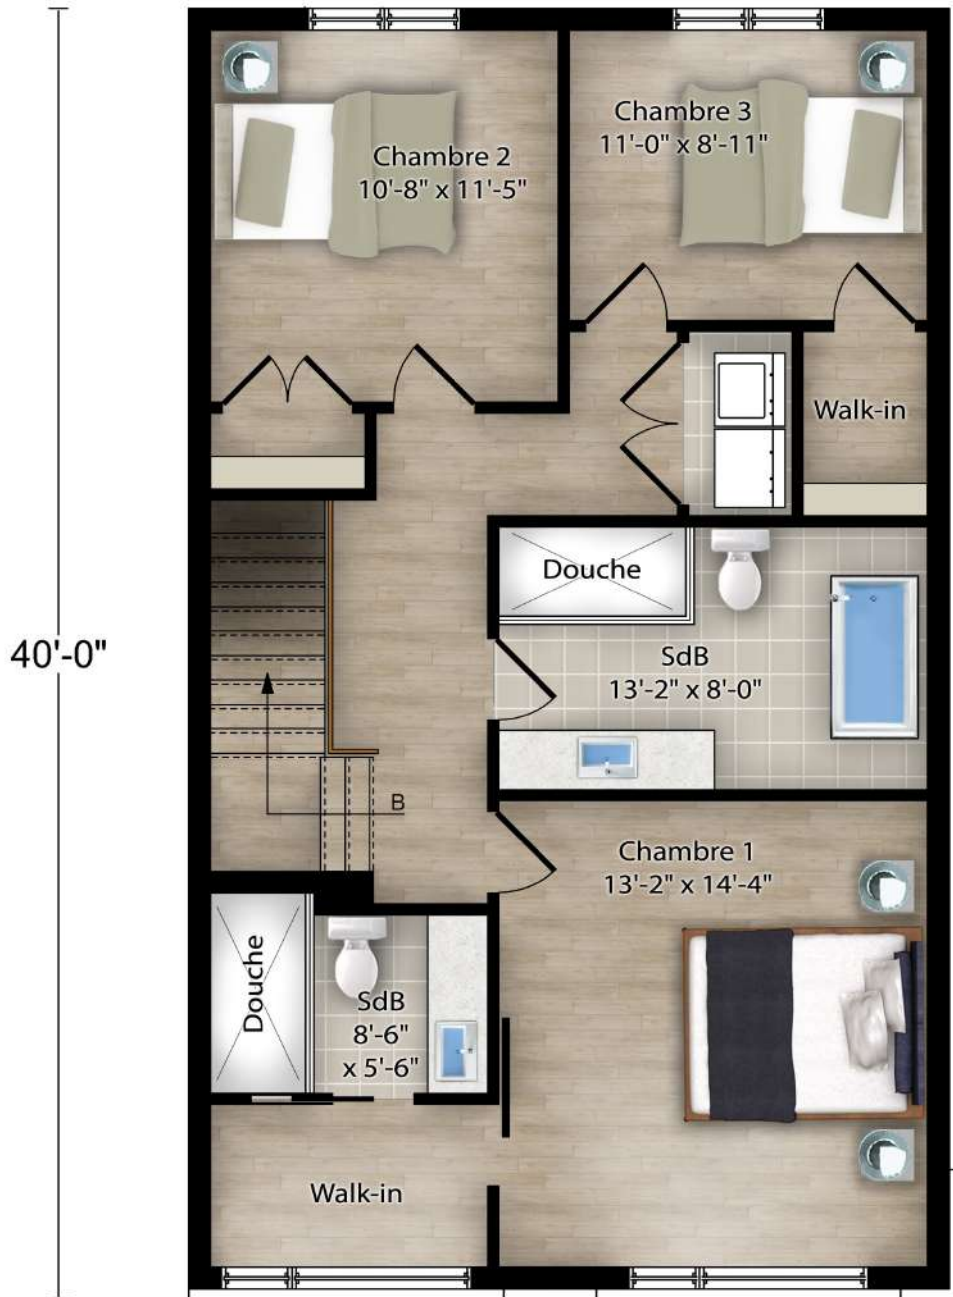 Chambre 2
10'-8" x 11'-5"
Chambre 3
11'-0" x 8'-11"
Walk-in
Douche
40'-0"
SdB
13'-2" x 8'-0"
B
Chambre 1
13'-2" x 14'-4"
Douche
SdB
8'-6"
x 5'-6"
Walk-in